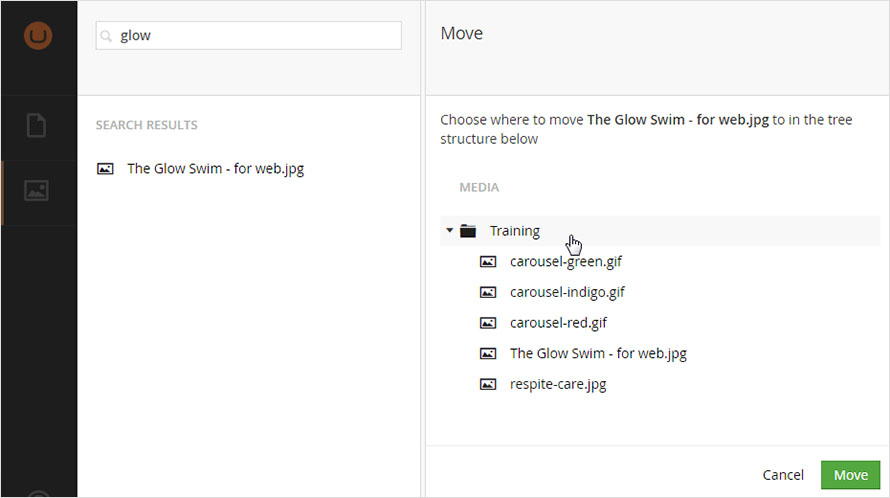 glow
SEARCH RESULTS
The Glow Swim - for web.jpg
Move
Choose where to move The Glow Swim - for web.jpg to in the tree
structure below
MEDIA
Training
carousel-green.gif
carousel-indigo.gif
carousel-red.gif
The Glow Swim - for web.jpg
respite-care.jpg
Cancel Move